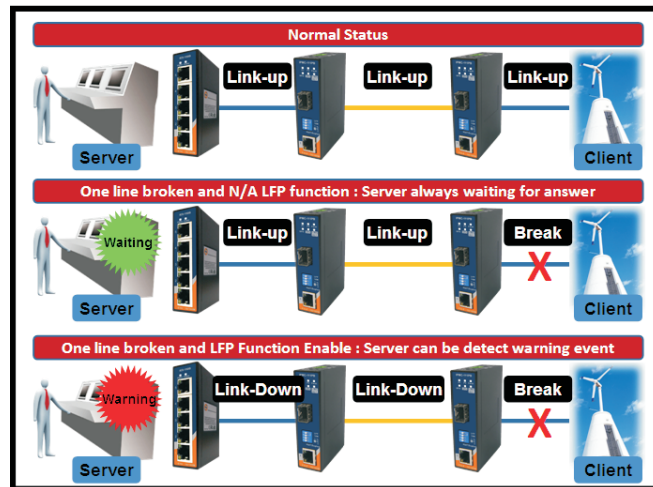 Normal Status
Link-up
Link-up
Link-up
Server
Client
One line broken and N/A LFP function : Server always waiting for answer
Waiting
Link-up
Link-up
Break
X
Server
Client
One line broken and LFP Function Enable : Server can be detect warning event
Warning
Link-Down
Link-Down
Break
X
Server
Client